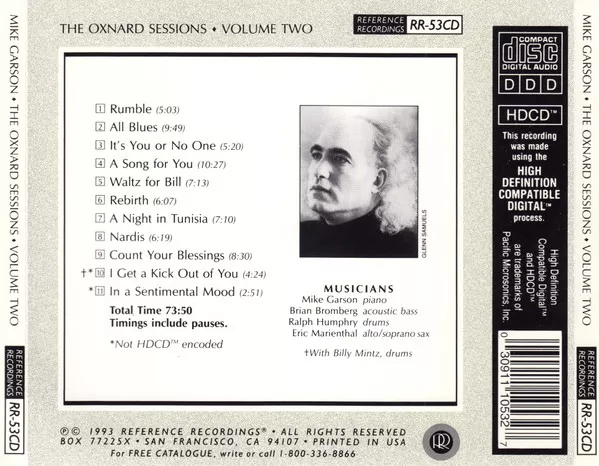 MIKE GARSON • THE OXNARD SESSIONS • VOLUME TWO
REFERENCE
RECORDINGS
RR-53CD
THE OXNARD SESSIONS • VOLUME TWO
REFERENCE
RECORDINGS
RR-53CD
1 Rumble (5:03)
2 All Blues (9:49)
3 It's You or No One (5:20)
4 A Song for You (10:27)
5 Waltz for Bill (7:13)
6 Rebirth (6:07)
7 A Night in Tunisia (7:10)
8 Nardis (6:19)
9 Count Your Blessings (8:30)
†*10 I Get a Kick Out of You (4:24)
*11 In a Sentimental Mood (2:51)
Total Time 73:50
Timings include pauses.
*Not HDCD™ encoded
GLENN SAMUELS
MUSICIANS
Mike Garson piano
Brian Bromberg acoustic bass
Ralph Humphry drums
Eric Marienthal alto/soprano sax
†With Billy Mintz, drums
Ⓟ© 1993 REFERENCE RECORDINGS® • ALL RIGHTS RESERVED
BOX 77225X • SAN FRANCISCO, CA 94107 • PRINTED IN USA
For FREE CATALOGUE, write or call 1-800-336-8866
RR
COMPACT
disc
DIGITAL AUDIO
D D D
HDCD™
This recording
was made
using the
HIGH
DEFINITION
COMPATIBLE
DIGITAL™
process.
High Definition
Compatible Digital™
and HDCD™
are trademarks of
Pacific Microsonics, Inc.
0 30911 10532 7
MIKE GARSON • THE OXNARD SESSIONS • VOLUME TWO
REFERENCE
RECORDINGS
RR-53CD